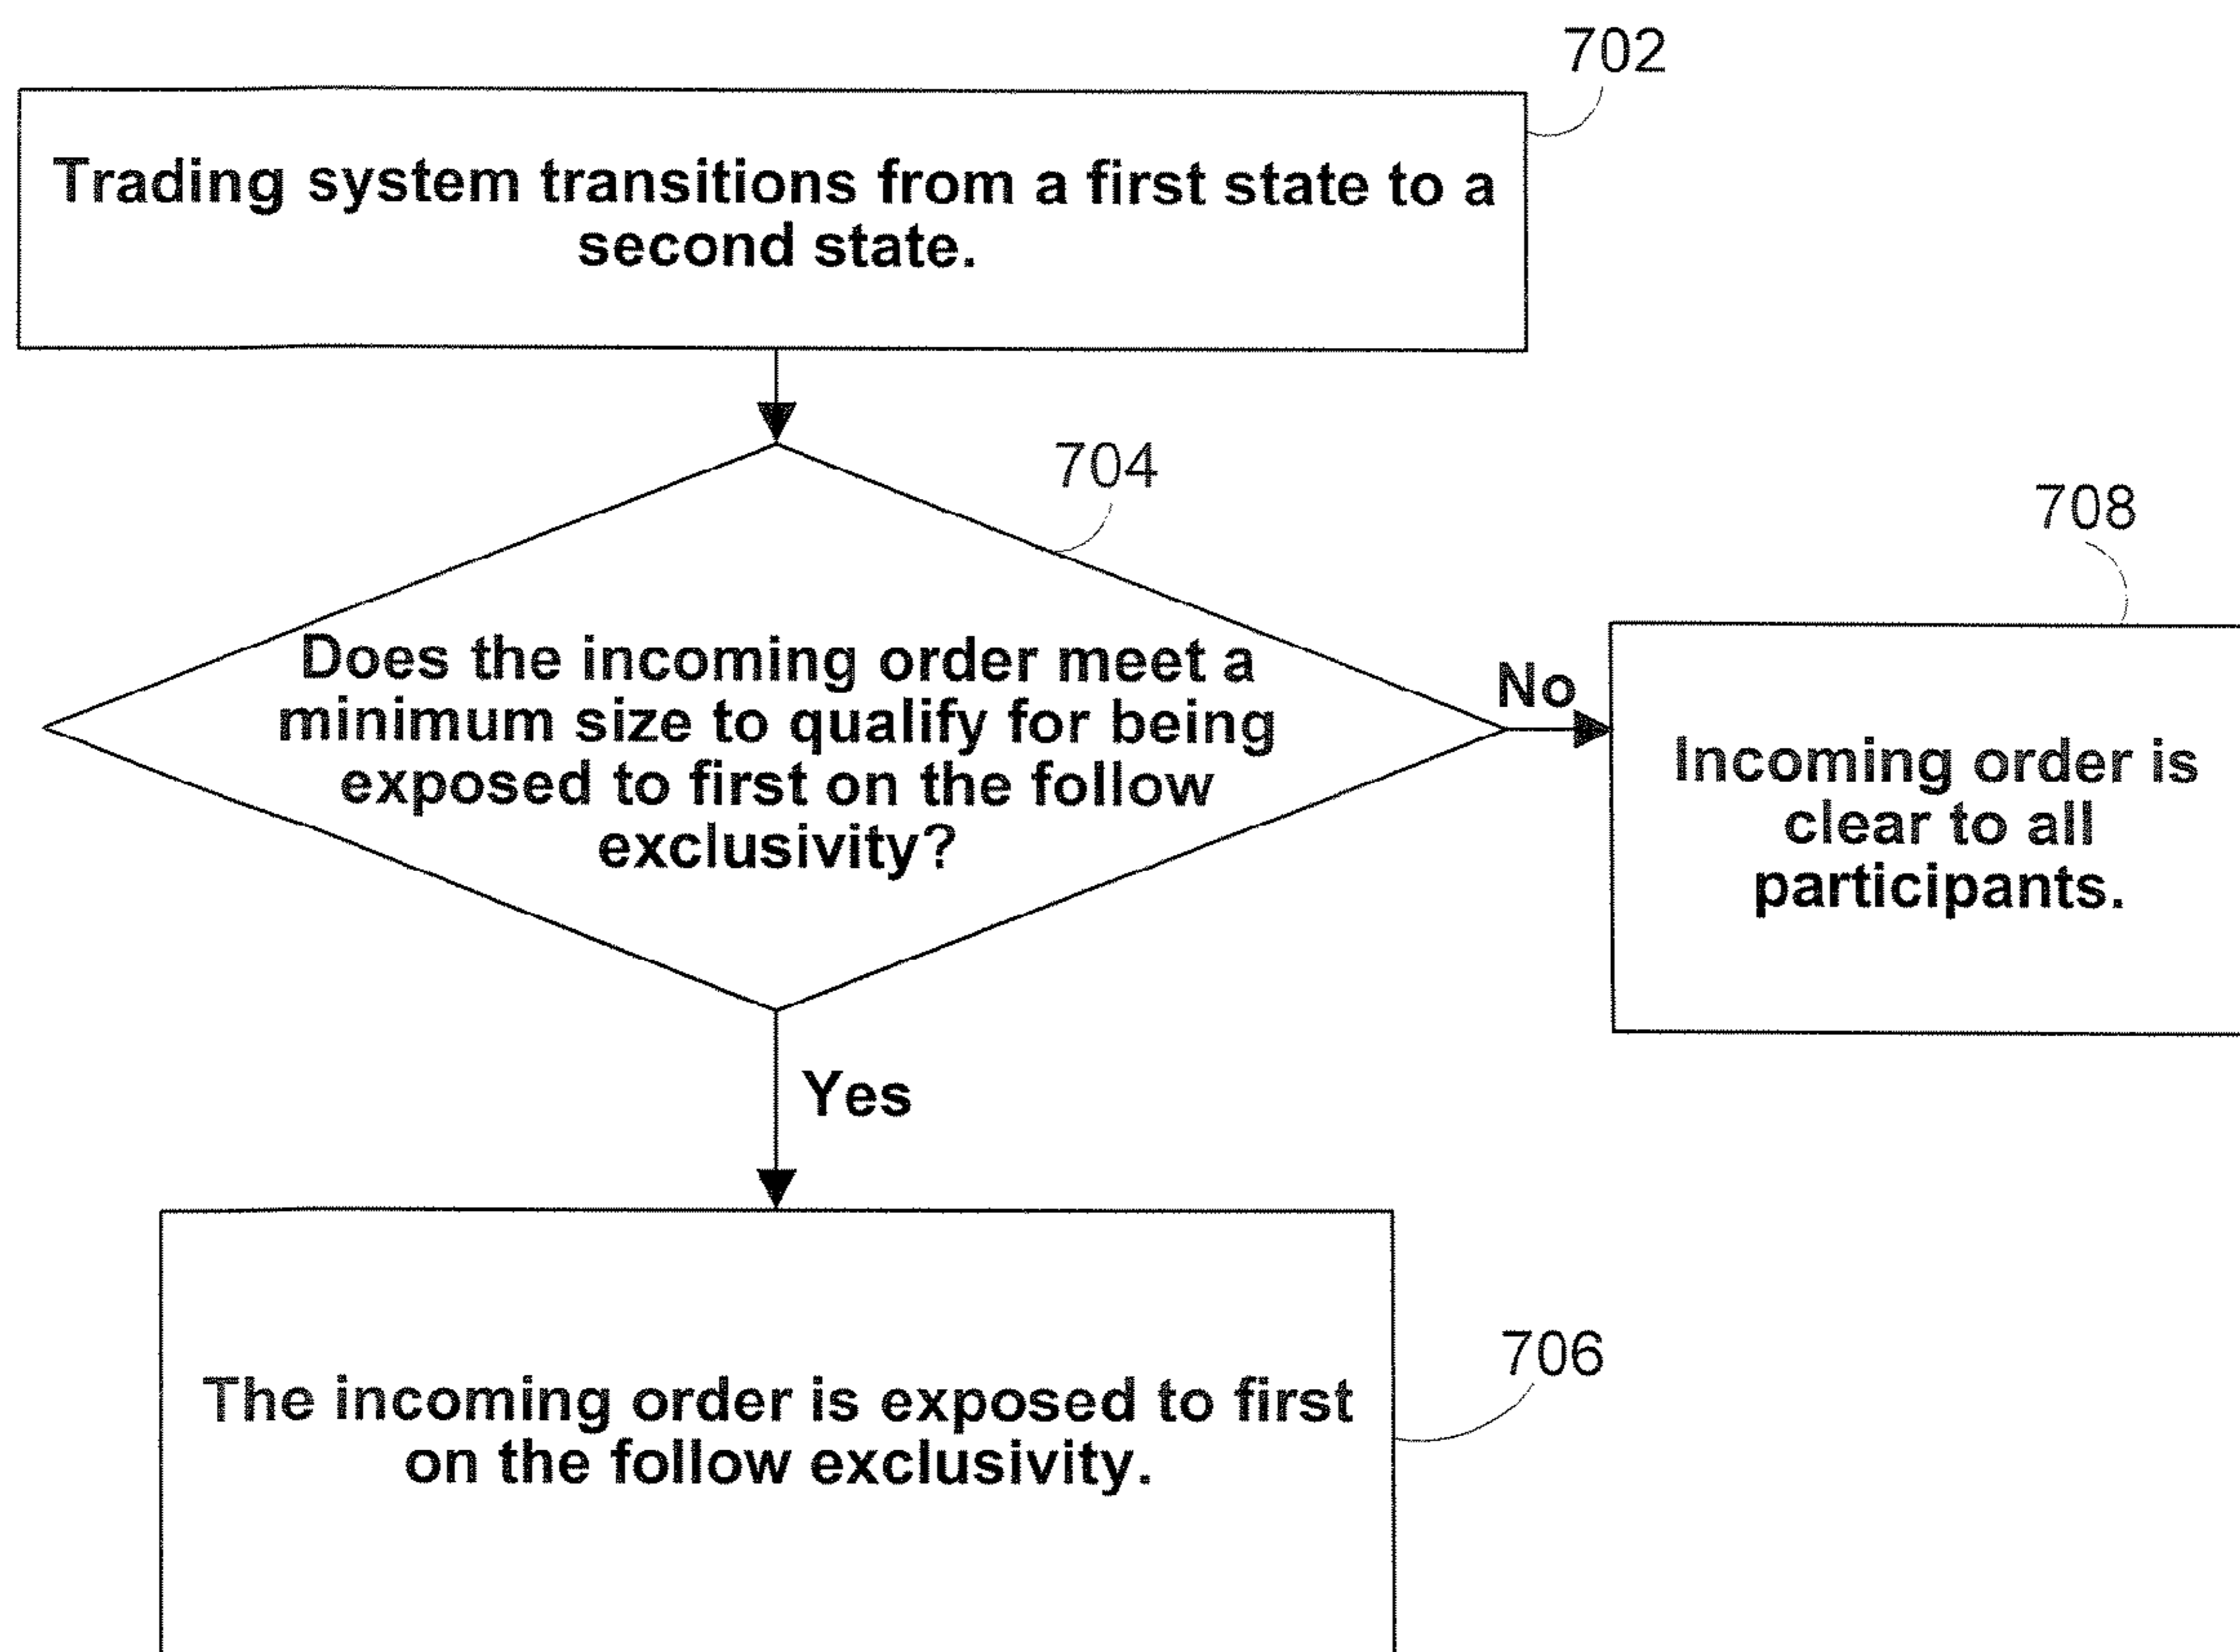 702
Trading system transitions from a first state to a
second state.
704
708
Does the incoming order meet a
minimum size to qualify for being
exposed to first on the follow
exclusivity?
No
Incoming order is
clear to all
participants.
Yes
706
The incoming order is exposed to first
on the follow exclusivity.